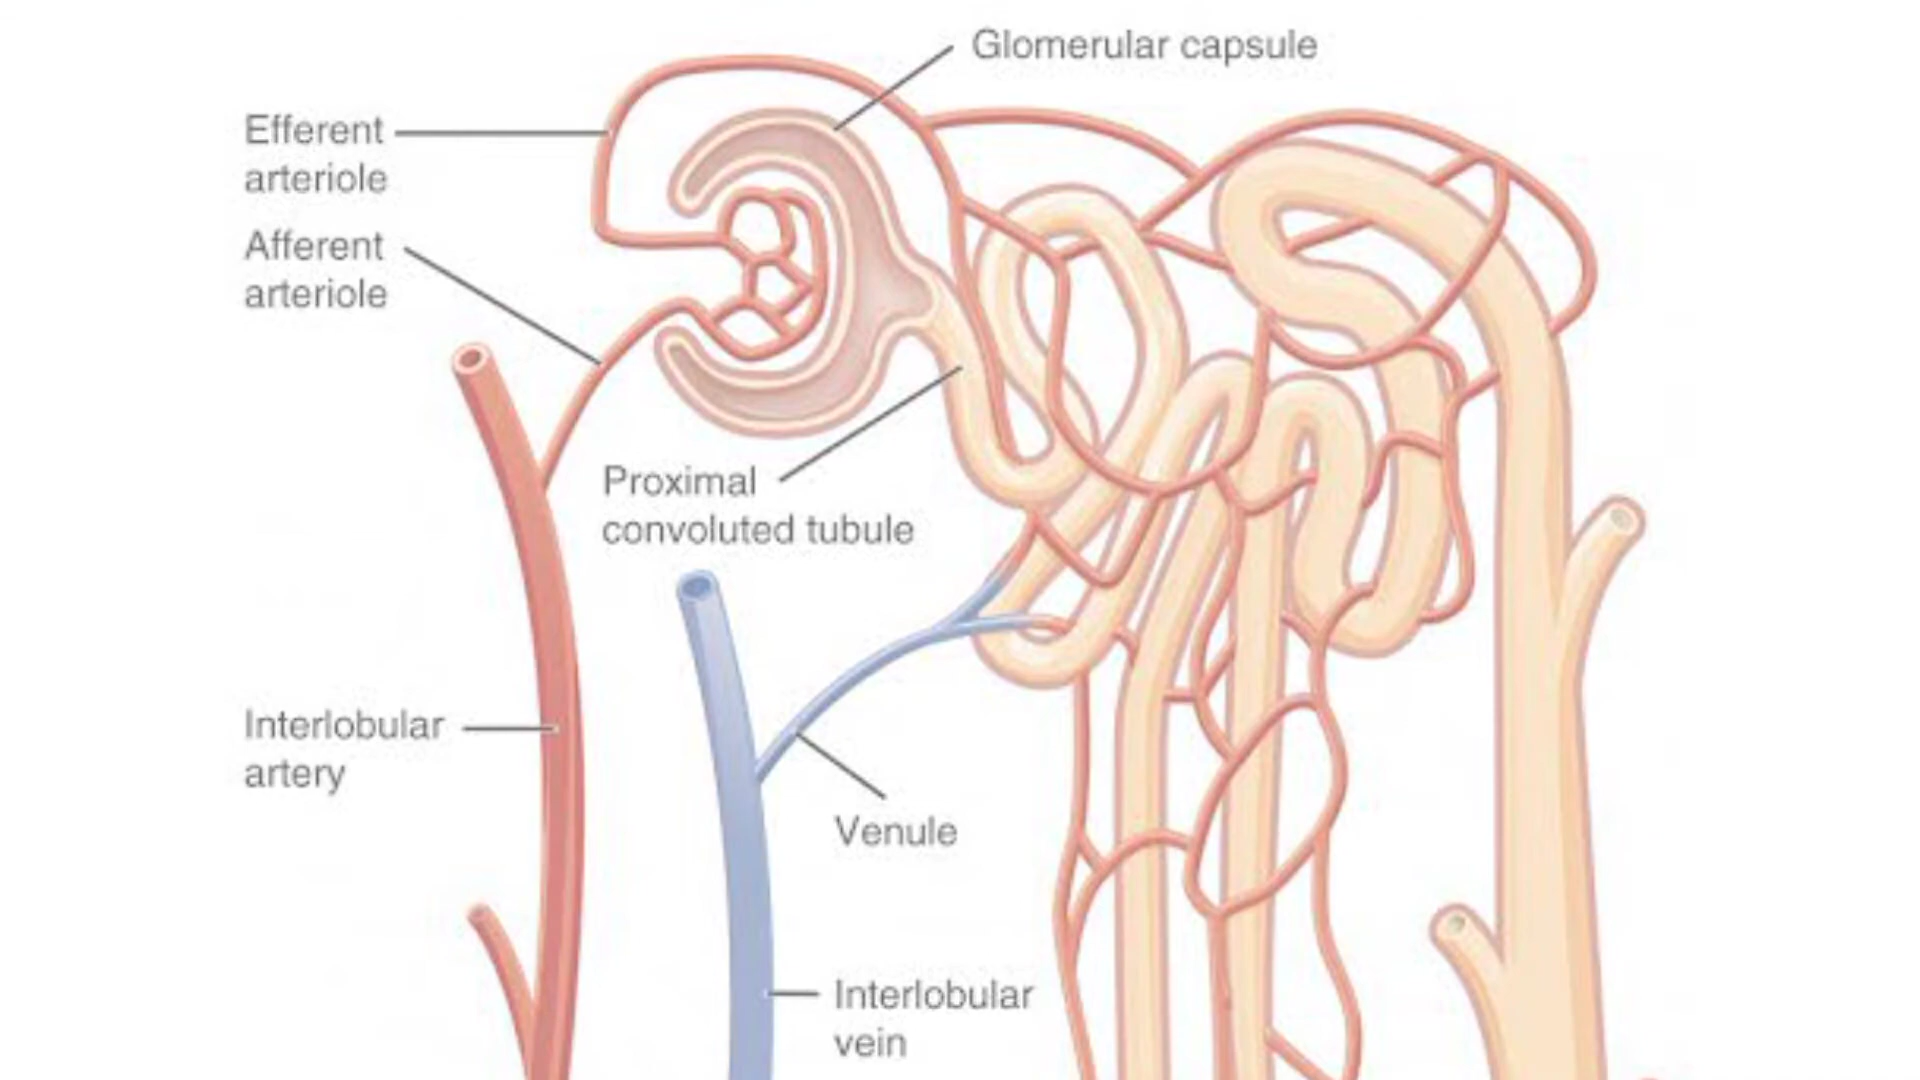 Glomerular capsule
Efferent
arteriole
Afferent
arteriole
Proximal
convoluted tubule
Interlobular
artery
Venule
Interlobular
vein